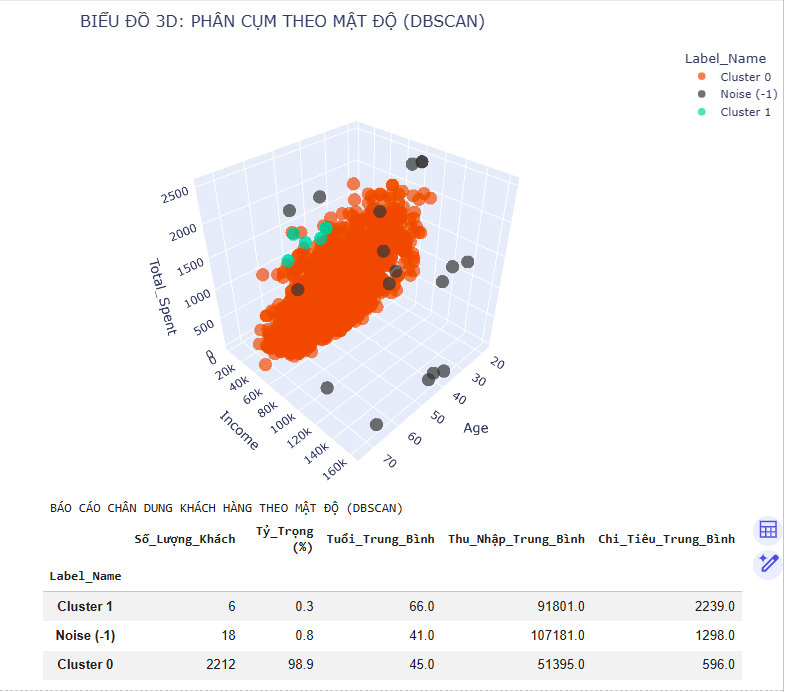 BIỂU ĐỒ 3D: PHÂN CỤM THEO MẬT ĐỘ (DBSCAN)
Label_Name
Cluster 0
Noise (-1)
Cluster 1
2500
2000
1500
1000
500
0
Total_Spent
0
20k
40k
60k
80k
100k
120k
140k
160k
Income
20
30
40
50
60
70
Age
BÁO CÁO CHÂN DUNG KHÁCH HÀNG THEO MẬT ĐỘ (DBSCAN)
Số_Lượng_Khách Tỷ_Trọng (%) Tuổi_Trung_Bình Thu_Nhập_Trung_Bình Chi_Tiêu_Trung_Bình
Label_Name
Cluster 1 6 0.3 66.0 91801.0 2239.0
Noise (-1) 18 0.8 41.0 107181.0 1298.0
Cluster 0 2212 98.9 45.0 51395.0 596.0